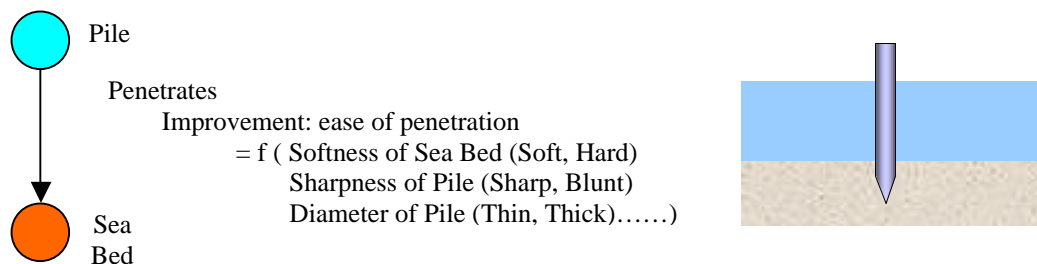 Pile
Penetrates
Improvement: ease of penetration
= f ( Softness of Sea Bed (Soft, Hard)
Sharpness of Pile (Sharp, Blunt)
Diameter of Pile (Thin, Thick)……)
Sea
Bed